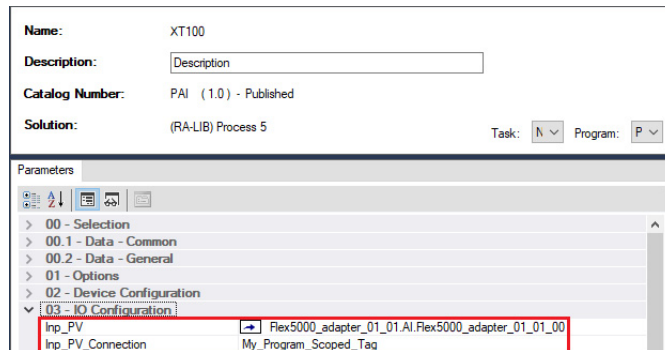 Name: XT100
Description: Description
Catalog Number: PAI (1.0) - Published
Solution: (RA-LIB) Process 5 Task: N Program: P
Parameters
00 - Selection
00.1 - Data - Common
00.2 - Data - General
01 - Options
02 - Device Configuration
03 - IO Configuration
Inp_PV Flex5000_adapter_01_01.AI.Flex5000_adapter_01_01_00
Inp_PV_Connection My_Program_Scoped_Tag